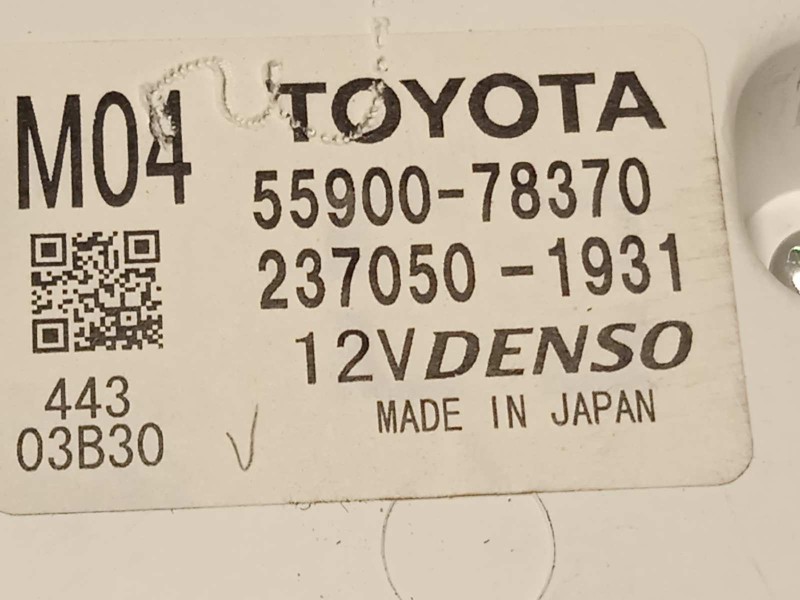 M04
TOYOTA
55900-78370
237050-1931
12V DENSO
MADE IN JAPAN
443
03B30